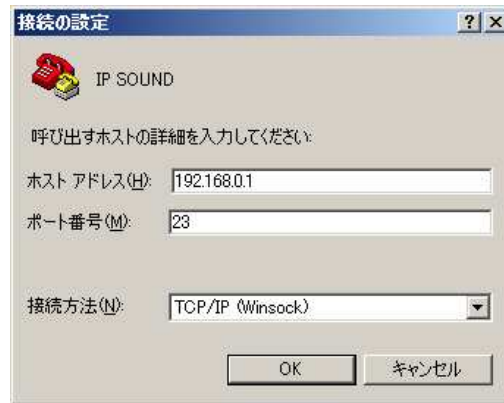 接続の設定
IP SOUND
呼び出すホストの詳細を入力してください:
ホスト アドレス(H): 192.168.0.1
ポート番号(M): 23
接続方法(N): TCP/IP (Winsock)
OK キャンセル